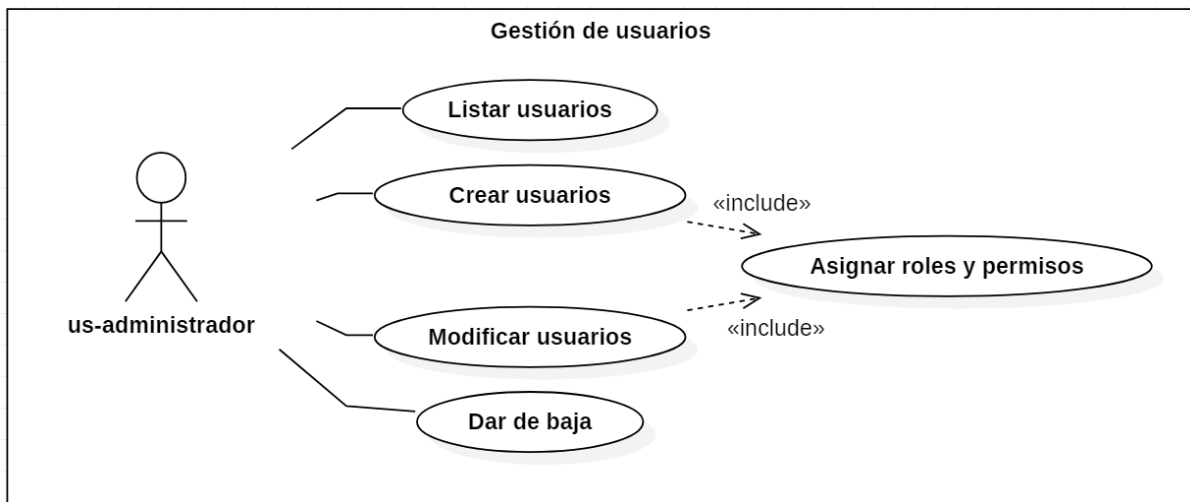 Gestión de usuarios
Listar usuarios
Crear usuarios
«include»
Asignar roles y permisos
us-administrador
«include»
Modificar usuarios
Dar de baja